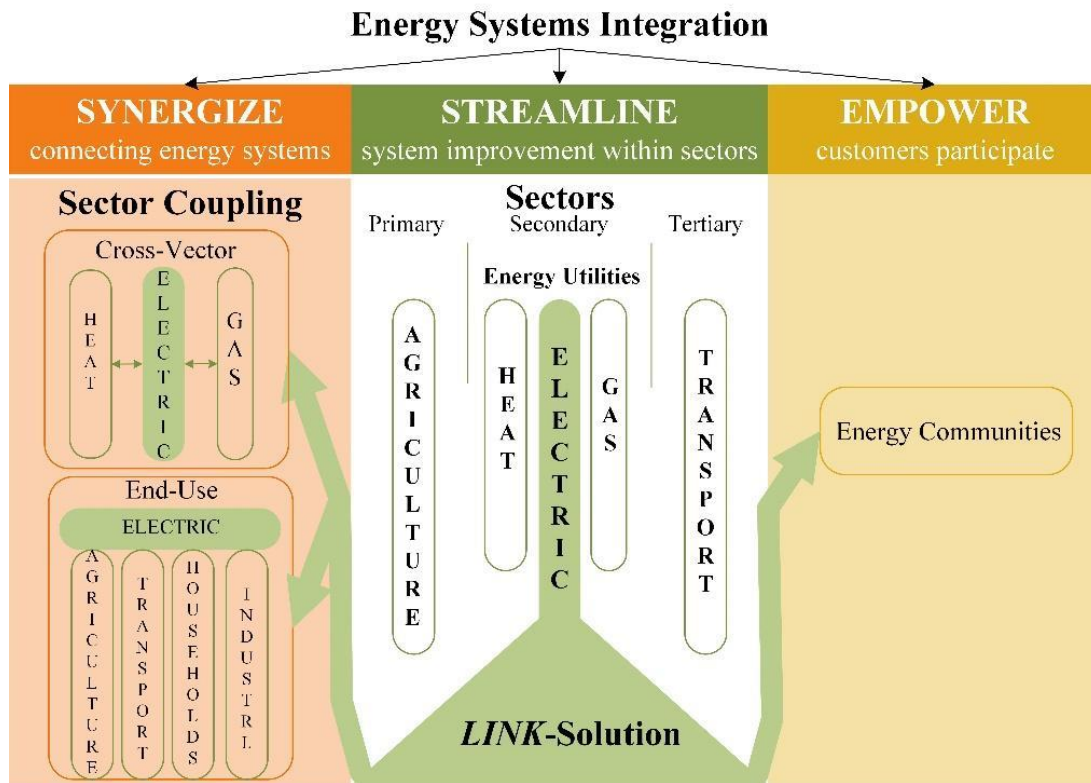 Energy Systems Integration
SYNERGIZE
connecting energy systems
STREAMLINE
system improvement within sectors
EMPOWER
customers participate
Sector Coupling
Cross-Vector
HEAT
ELECTRIC
GAS
End-Use
ELECTRIC
AGRICULTURE
TRANSPORT
HOUSEHOLDS
INDUSTRL
Sectors
Primary
Secondary
Tertiary
Energy Utilities
AGRICULTURE
HEAT
ELECTRIC
GAS
TRANSPORT
LINK-Solution
Energy Communities